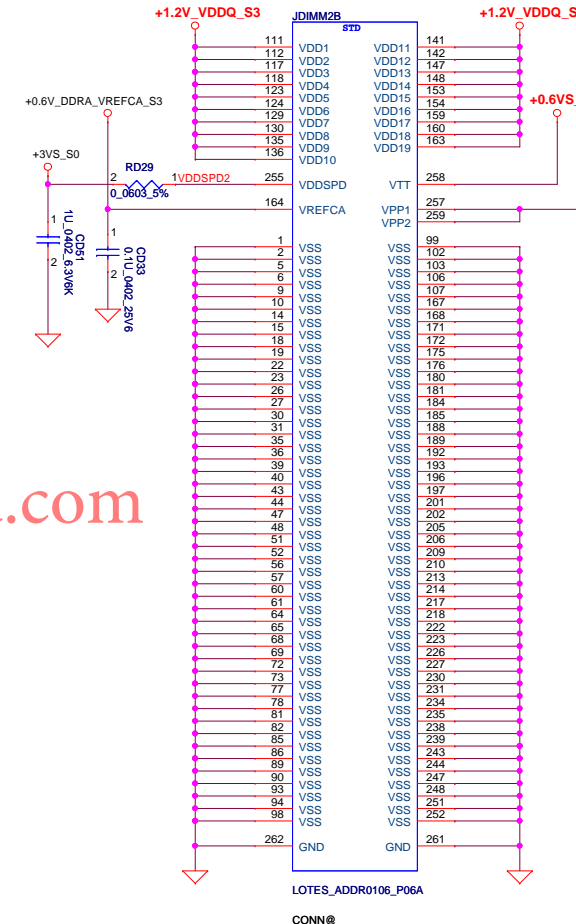 +1.2V_VDDQ_S3
+1.2V_VDDQ_S
JDIMM2B
STD
111 VDD1 VDD11 141
112 VDD2 VDD12 142
117 VDD3 VDD13 147
118 VDD4 VDD14 148
123 VDD5 VDD15 153
124 VDD6 VDD16 154
129 VDD7 VDD17 159
130 VDD8 VDD18 160
135 VDD9 VDD19 163
136 VDD10
+0.6V_DDRA_VREFCA_S3
+0.6VS_
+3VS_S0
RD29
2 1 VDDSPD2 255 VDDSPD VTT 258
0_0603_5%
164 VREFCA VPP1 257
VPP2 259
1
2
CD51
1U_0402_6.3V6K
1
2
CD33
0.1U_0402_25V6
1 VSS VSS 99
2 VSS VSS 102
5 VSS VSS 103
6 VSS VSS 106
9 VSS VSS 107
10 VSS VSS 167
14 VSS VSS 168
15 VSS VSS 171
18 VSS VSS 172
19 VSS VSS 175
22 VSS VSS 176
23 VSS VSS 180
26 VSS VSS 181
27 VSS VSS 184
30 VSS VSS 185
31 VSS VSS 188
35 VSS VSS 189
36 VSS VSS 192
39 VSS VSS 193
40 VSS VSS 196
43 VSS VSS 197
44 VSS VSS 201
47 VSS VSS 202
48 VSS VSS 205
51 VSS VSS 206
52 VSS VSS 209
56 VSS VSS 210
57 VSS VSS 213
60 VSS VSS 214
61 VSS VSS 217
64 VSS VSS 218
65 VSS VSS 222
68 VSS VSS 223
69 VSS VSS 226
72 VSS VSS 227
73 VSS VSS 230
77 VSS VSS 231
78 VSS VSS 234
81 VSS VSS 235
82 VSS VSS 238
85 VSS VSS 239
86 VSS VSS 243
89 VSS VSS 244
90 VSS VSS 247
93 VSS VSS 248
94 VSS VSS 251
98 VSS VSS 252
262 GND GND 261
.com
LOTES_ADDR0106_P06A
CONN@